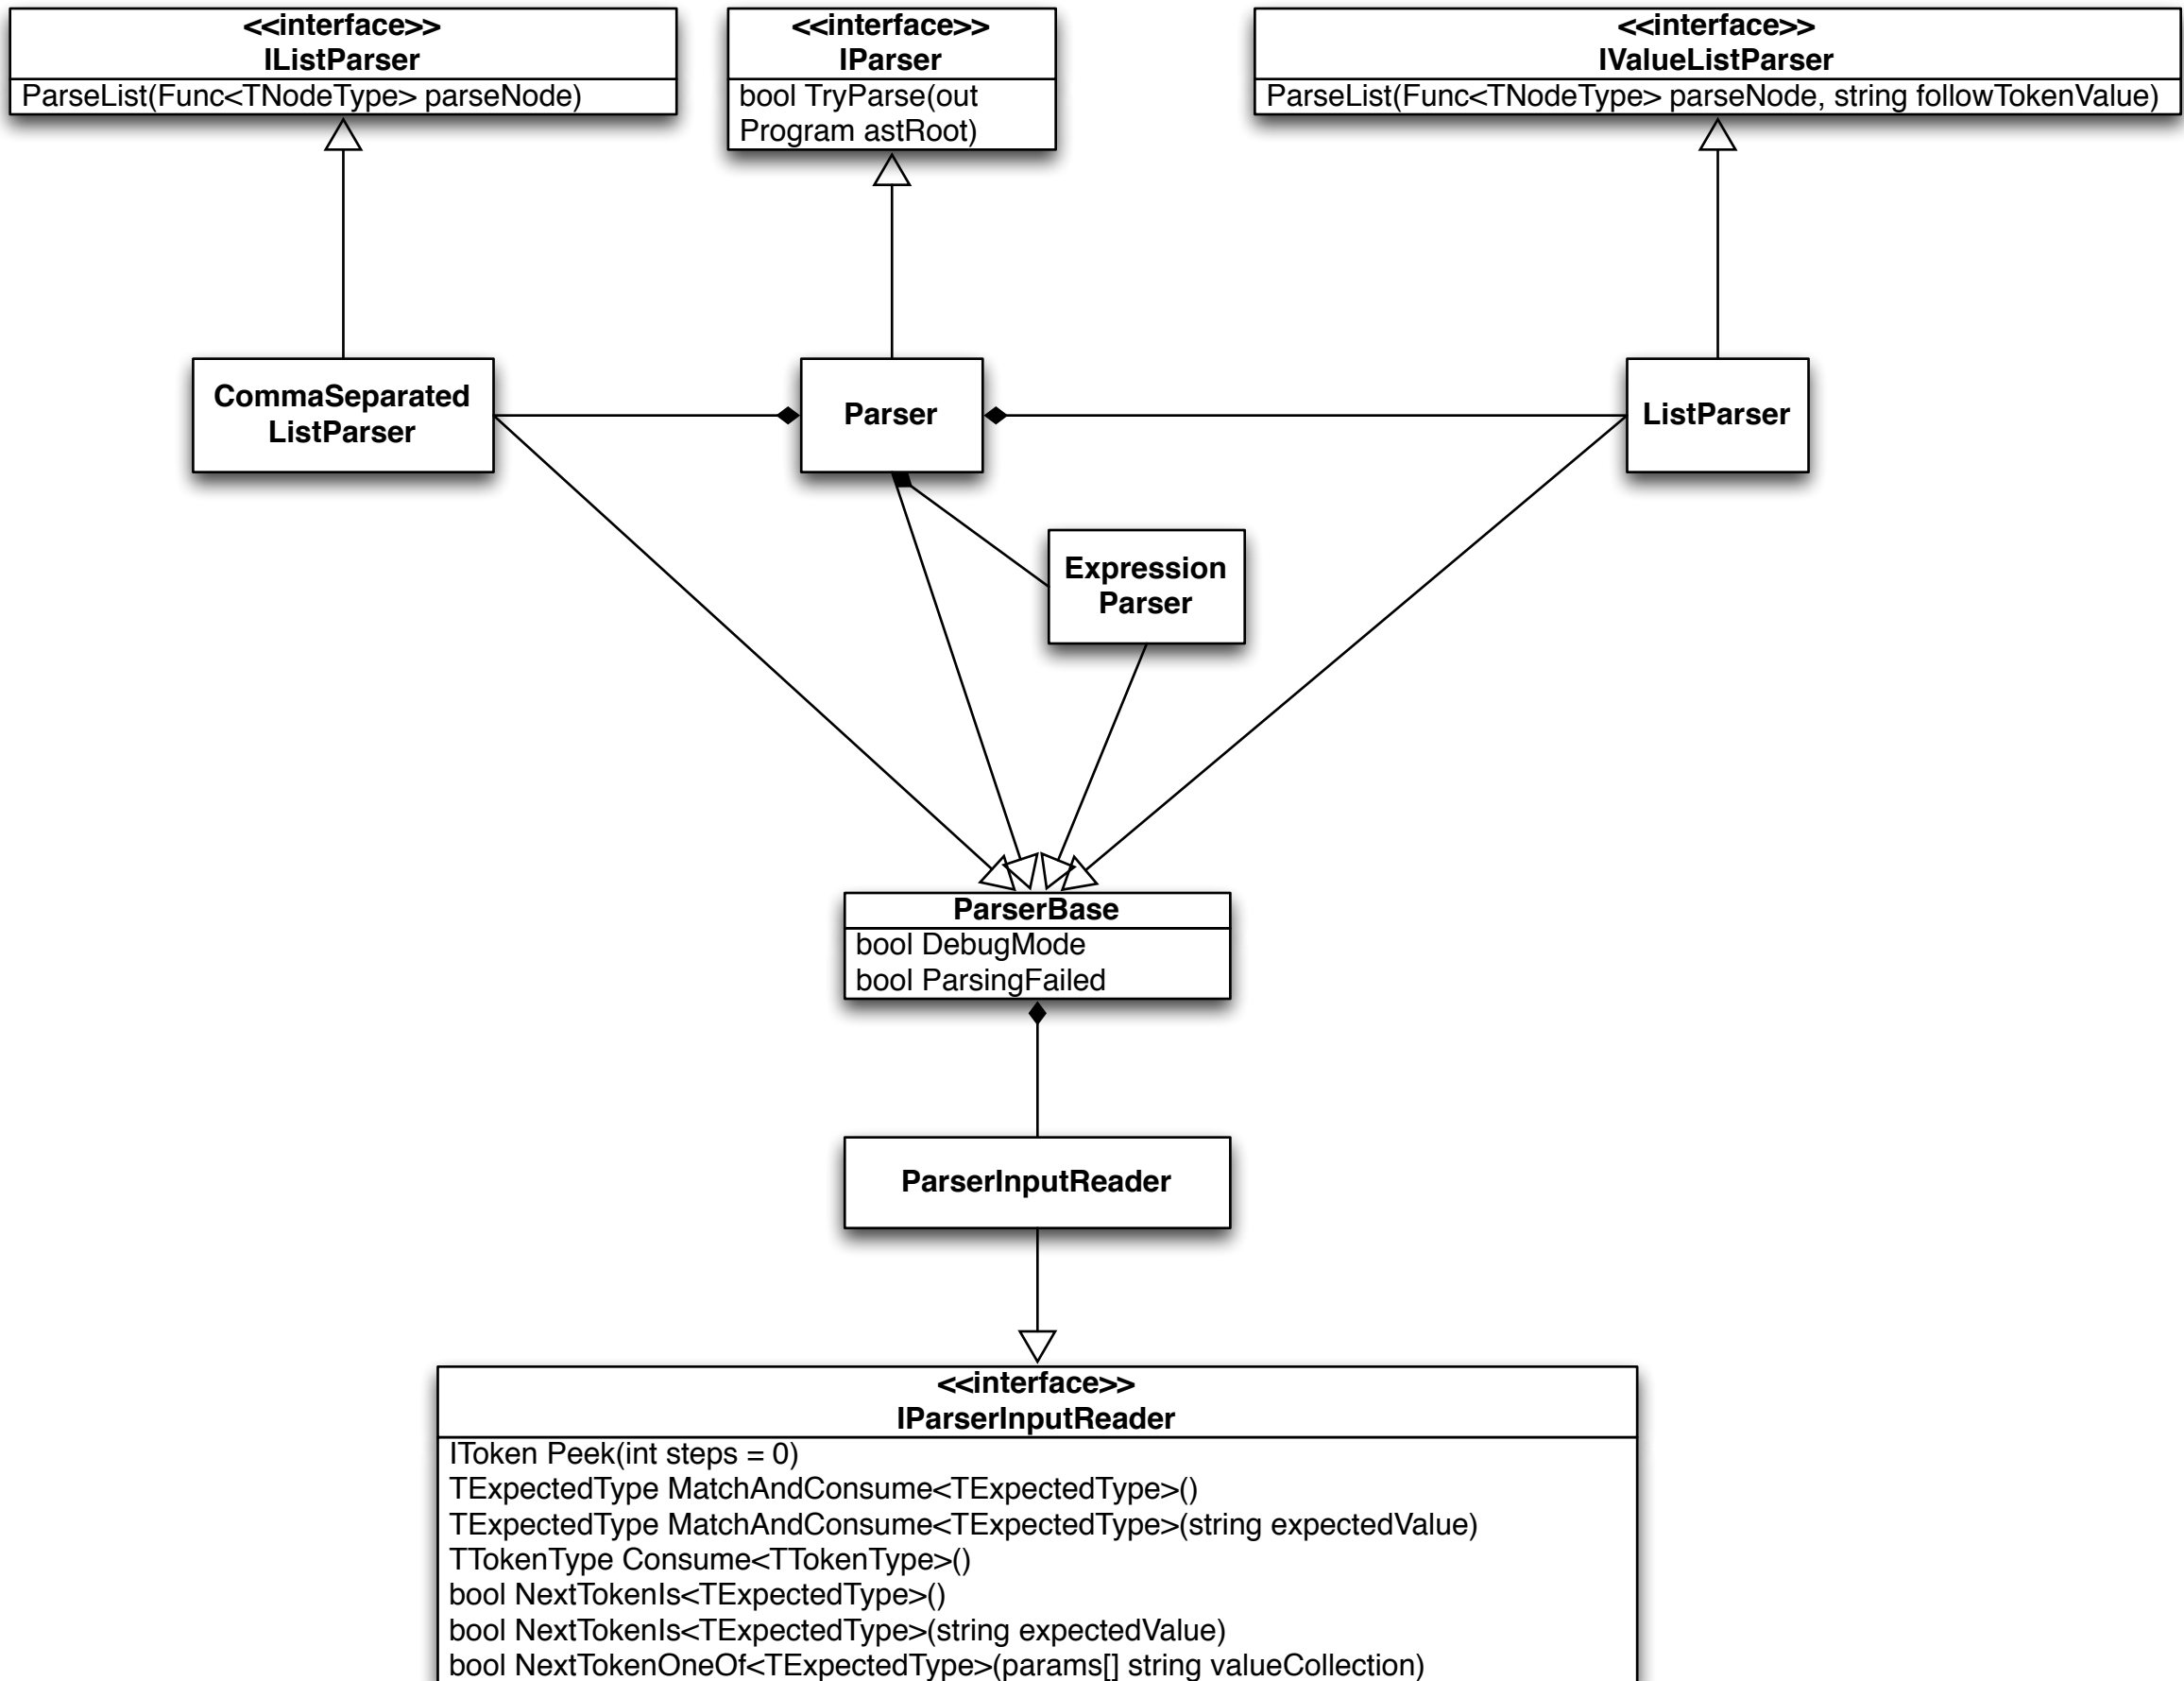 <<interface>>
IListParser
ParseList(Func<TNodeType> parseNode)
<<interface>>
IParser
bool TryParse(out
Program astRoot)
<<interface>>
IValueListParser
ParseList(Func<TNodeType> parseNode, string followTokenValue)
CommaSeparated
ListParser
Parser
ListParser
Expression
Parser
ParserBase
bool DebugMode
bool ParsingFailed
ParserInputReader
<<interface>>
IParserInputReader
IToken Peek(int steps = 0)
TExpectedType MatchAndConsume<TExpectedType>()
TExpectedType MatchAndConsume<TExpectedType>(string expectedValue)
TTokenType Consume<TTokenType>()
bool NextTokenIs<TExpectedType>()
bool NextTokenIs<TExpectedType>(string expectedValue)
bool NextTokenOneOf<TExpectedType>(params[] string valueCollection)